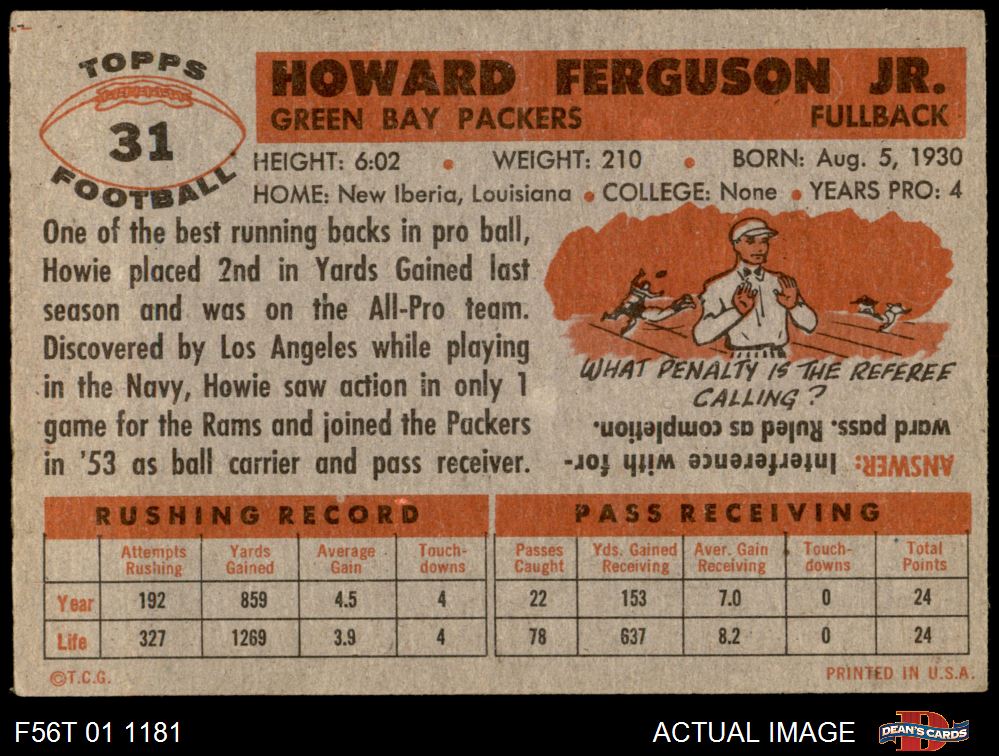 TOPPS
31
FOOTBALL
HOWARD FERGUSON JR.
GREEN BAY PACKERS FULLBACK
HEIGHT: 6:02 • WEIGHT: 210 • BORN: Aug. 5, 1930
HOME: New Iberia, Louisiana • COLLEGE: None • YEARS PRO: 4
One of the best running backs in pro ball,
Howie placed 2nd in Yards Gained last
season and was on the All-Pro team.
Discovered by Los Angeles while playing
in the Navy, Howie saw action in only 1
game for the Rams and joined the Packers
in '53 as ball carrier and pass receiver.
WHAT PENALTY IS THE REFEREE
CALLING?
ANSWER: Interference with for-
ward pass. Ruled as completion.
RUSHING RECORD
Attempts Rushing Yards Gained Average Gain Touch-downs
Year 192 859 4.5 4
Life 327 1269 3.9 4
PASS RECEIVING
Passes Caught Yds. Gained Receiving Aver. Gain Receiving Touch-downs Total Points
22 153 7.0 0 24
78 637 8.2 0 24
©T.C.G. PRINTED IN U.S.A.
F56T 01 1181 ACTUAL IMAGE
D
DEAN'S CARDS